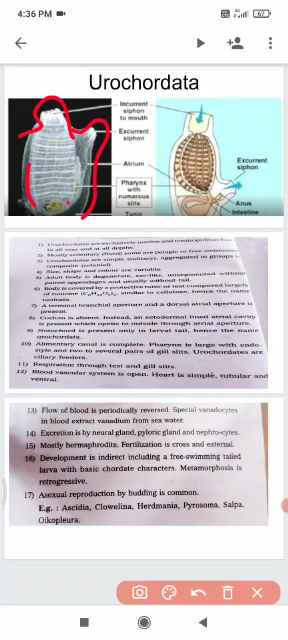 4:36 PM
67
Urochordata
Incurrent
siphon
to mouth
Excurrent
siphon
Atrium
Pharynx
with
numerous
slits
Tunic
Excurrent
siphon
Anus
Intestine
1) Urochordates are exclusively marine and cosmopolitan found
in all seas and at all depths.
2) Mostly sedentary (fixed) some are pelagic or free-swimming.
3) Urochordates are simple (solitary), aggregated in groups or
composite (colonial).
4) Size, shape and colour are variable.
5) Adult body is degenerate, sac-like, unsegmented without
paired appendages and usually without tail.
6) Body is covered by a protective tunic or test composed largely
of tunicine similar to cellulose, hence the name
tunicata.
7) A terminal branchial aperture and a dorsal atrial aperture is
present.
8) Coelom is absent. Instead, an ectodermal lined atrial cavity
is present which opens to outside through atrial aperture.
9) Notochord is present only in larval tail, hence the name
urochordata.
10) Alimentary canal is complete. Pharynx is large with endo-
style and two to several pairs of gill slits. Urochordates are
ciliary feeders.
11) Respiration through test and gill slits.
12) Blood vascular system is open. Heart is simple, tubular and
ventral.
13) Flow of blood is periodically reversed. Special vanadocytes
in blood extract vanadium from sea water.
14) Excretion is by neural gland, pyloric gland and nephro-cytes.
15) Mostly hermaphrodite. Fertilization is cross and external.
16) Development is indirect including a free-swimming tailed
larva with basic chordate characters. Metamorphosis is
retrogressive.
17) Asexual reproduction by budding is common.
E.g. : Ascidia, Clowelina, Herdmania, Pyrosoma, Salpa,
Oikopleura.